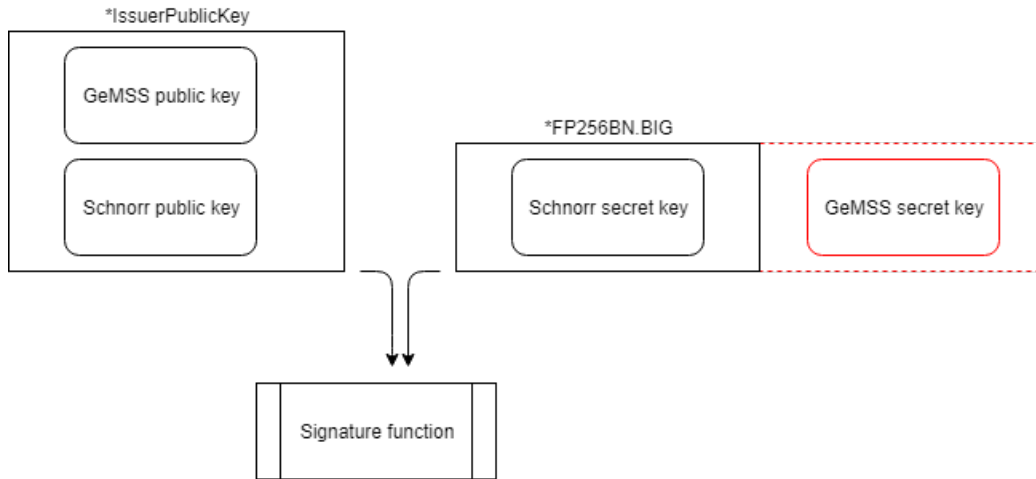 *IssuerPublicKey
GeMSS public key
Schnorr public key
*FP256BN.BIG
Schnorr secret key
GeMSS secret key
Signature function